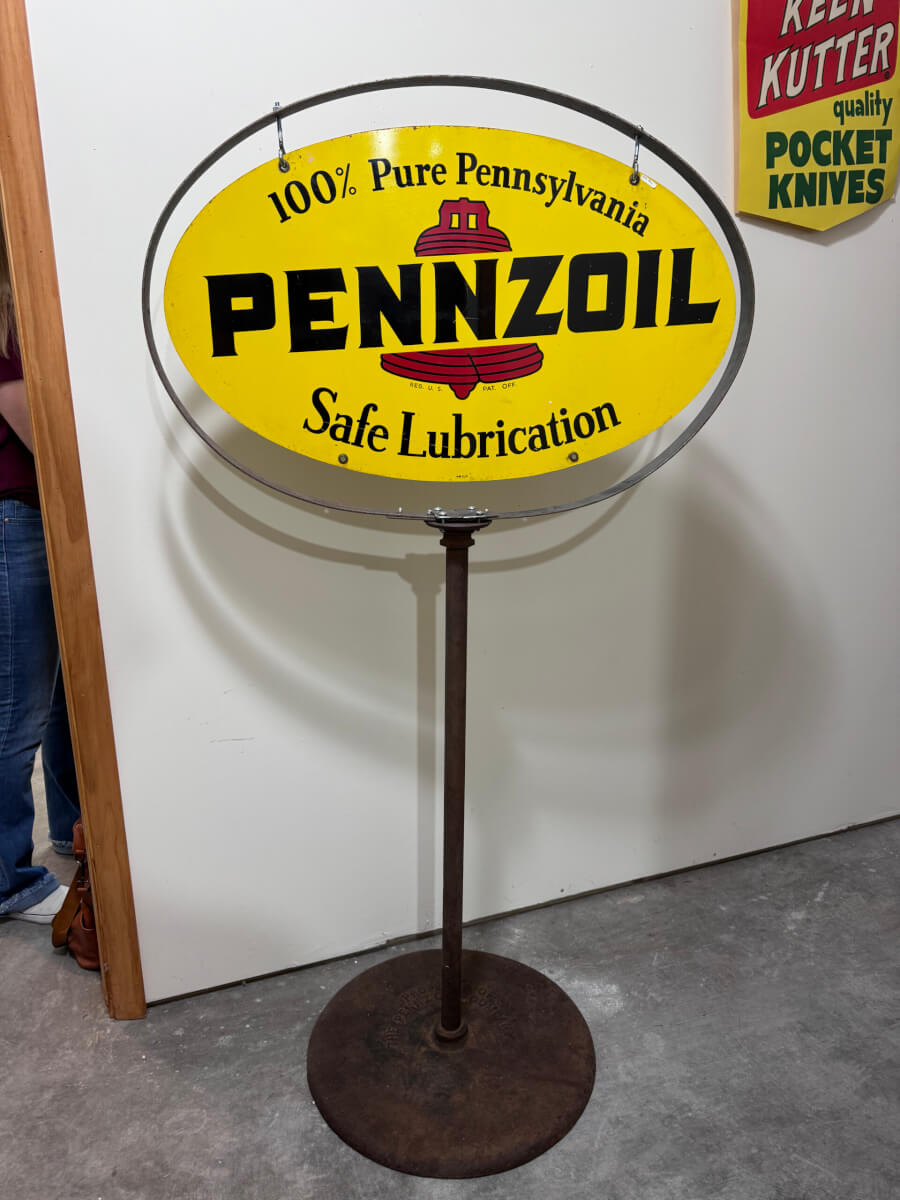 100% Pure Pennsylvania
PENNZOIL
REG. U. S. PAT. OFF.
Safe Lubrication
KEEN
KUTTER
quality
POCKET
KNIVES